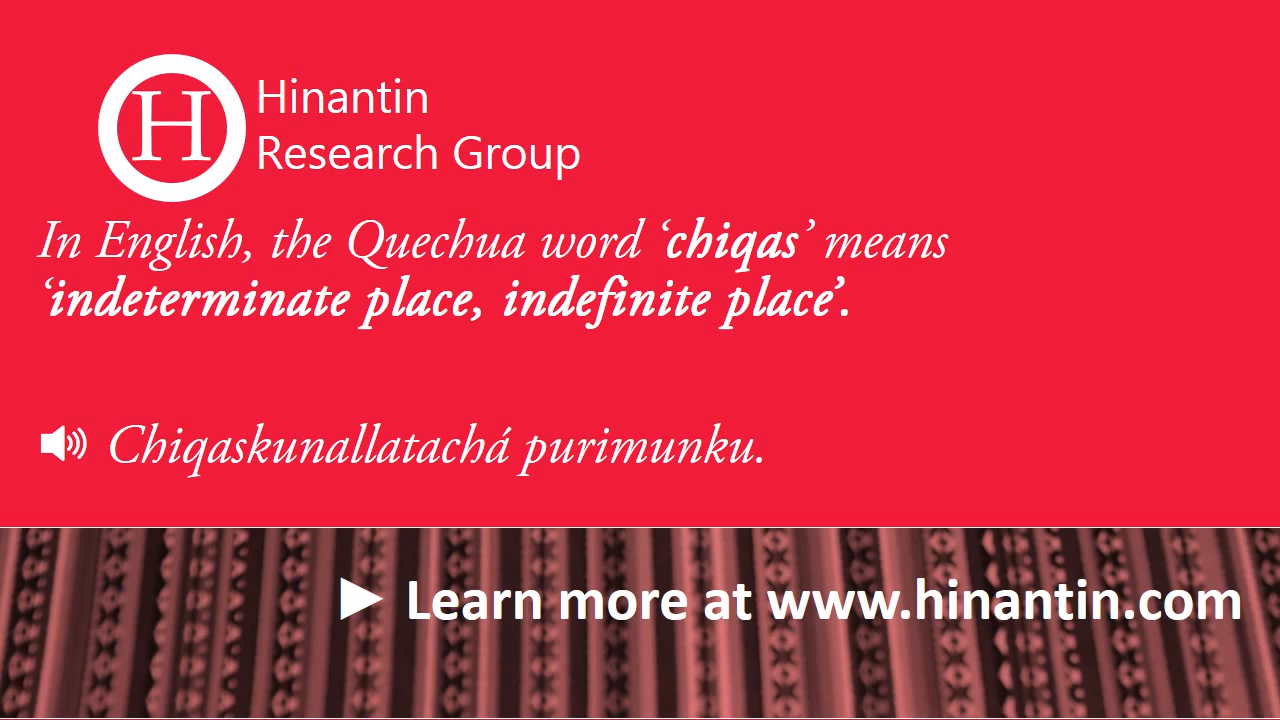 H
Hinantin
Research Group
In English, the Quechua word ‘chiqas’ means
‘indeterminate place, indefinite place’.
Chiqaskunallatachá purimunku.
Learn more at www.hinantin.com